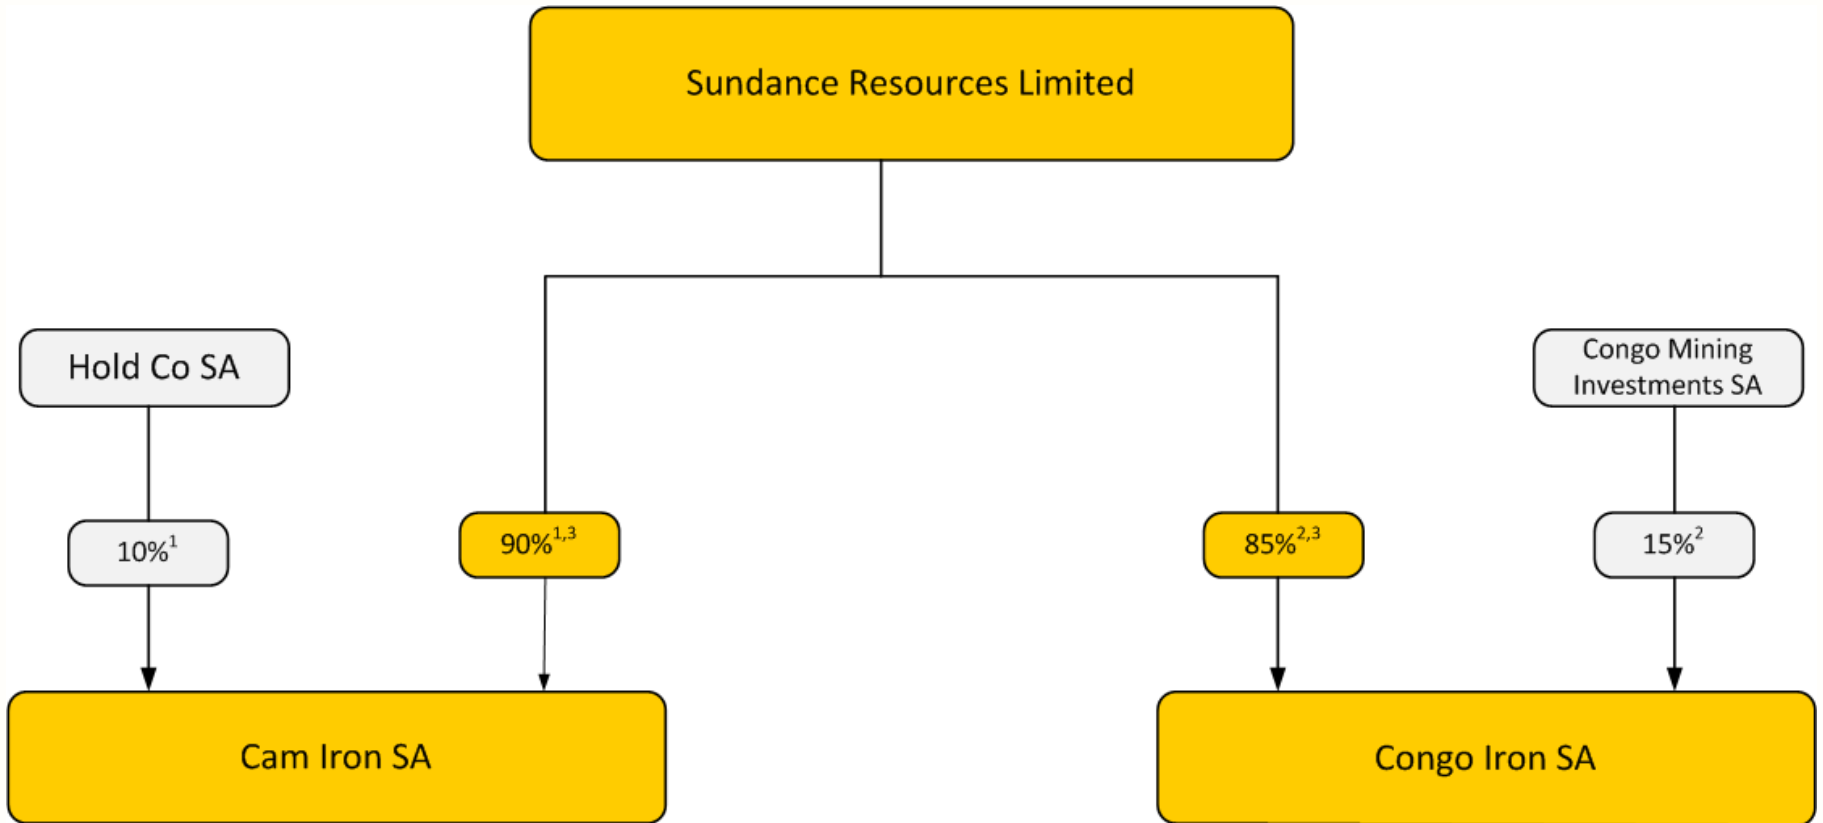 Sundance Resources Limited
Hold Co SA
Congo Mining
Investments SA
10%¹
90%¹,³
85%²,³
15%²
Cam Iron SA
Congo Iron SA